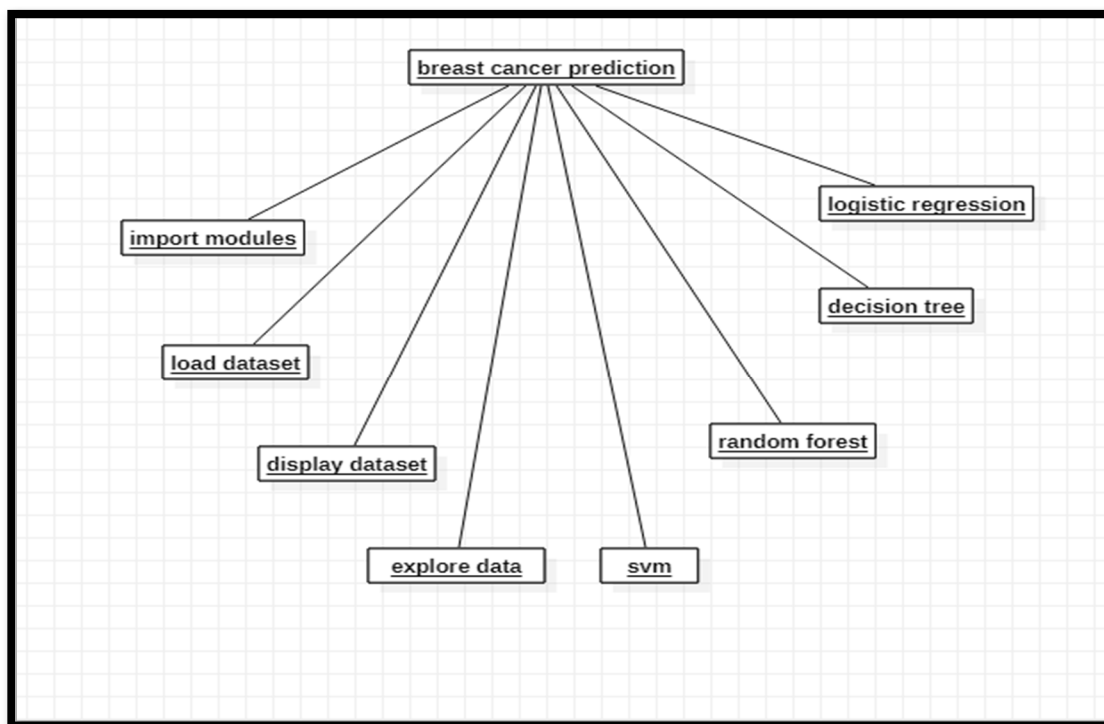 breast cancer prediction
logistic regression
import modules
decision tree
load dataset
random forest
display dataset
explore data
svm